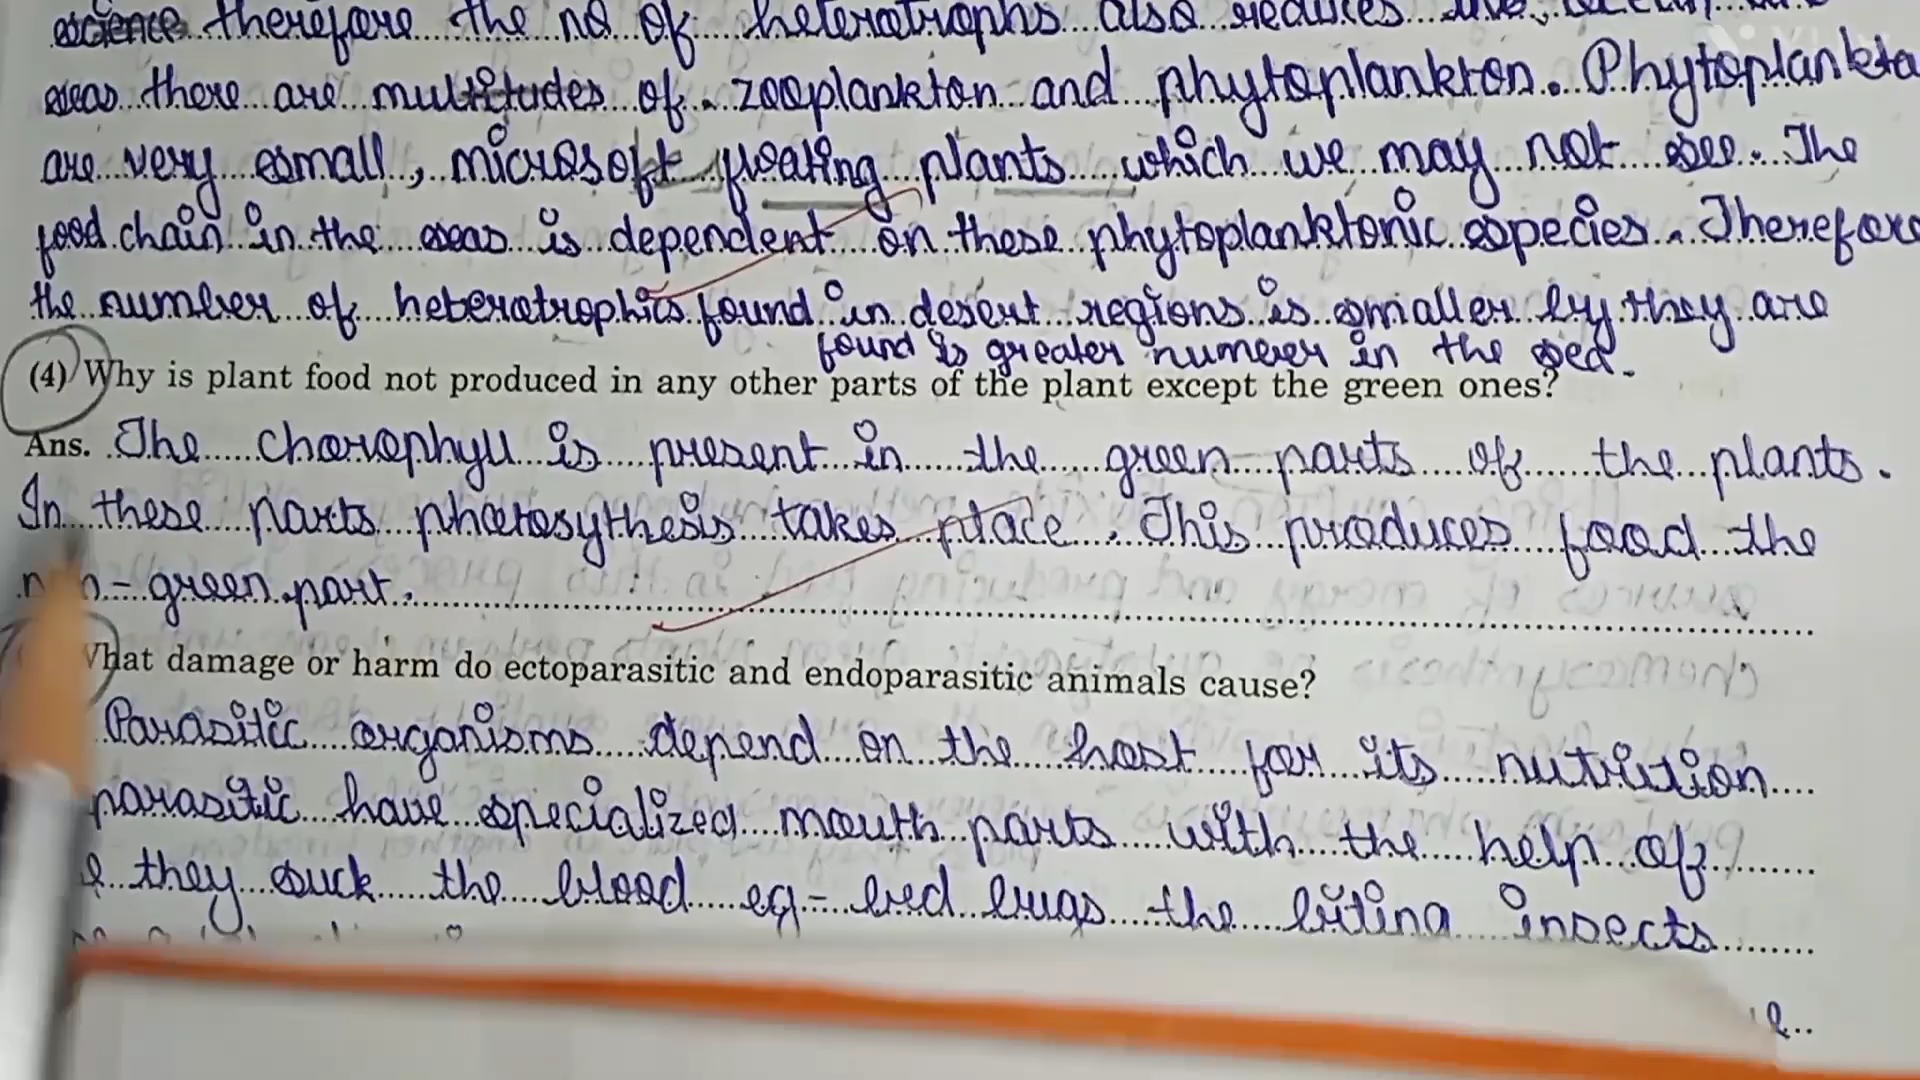 therefore the no of heterotrophs also reduces
seas there are multitudes of zooplankton and phytoplankton. Phytoplankto
are very small, microsoft floating plants which we may not see. The
food chain in the seas is dependent on these phytoplanktonic species. Therefore
the number of heterotrophics found in desert regions is smaller by they are
found is greater number in the sea.
(4) Why is plant food not produced in any other parts of the plant except the green ones?
Ans. The chorophyll is present in the green parts of the plants.
In these parts photosythesis takes place. This produces food the
green part.
What damage or harm do ectoparasitic and endoparasitic animals cause?
Parasitic organisms depend on the host for its nutrition
parasitic have specialized mouth parts with the help of
they suck the blood eg = bed bugs the biting insects